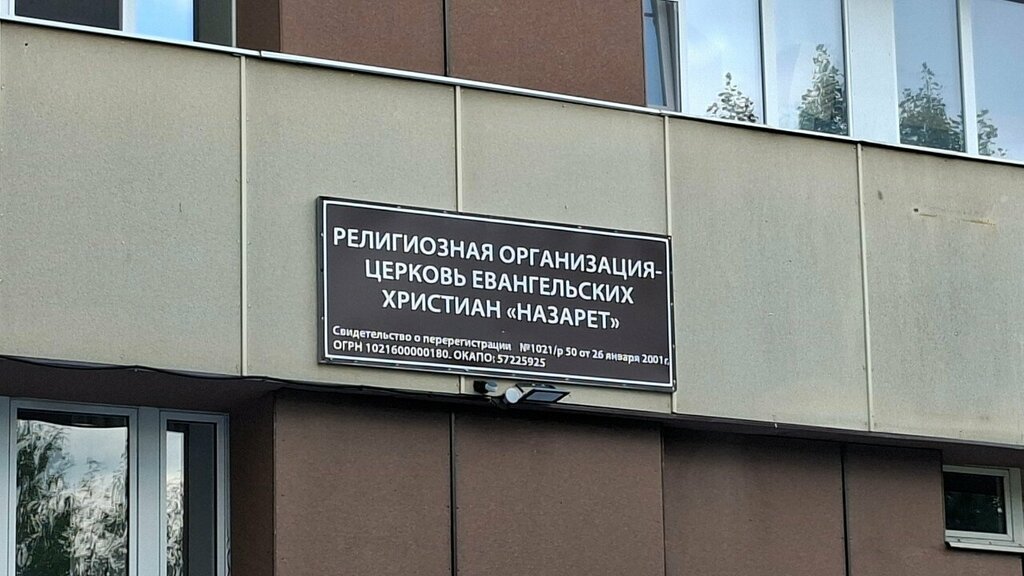 РЕЛИГИОЗНАЯ ОРГАНИЗАЦИЯ-
ЦЕРКОВЬ ЕВАНГЕЛЬСКИХ
ХРИСТИАН «НАЗАРЕТ»
Свидетельство о перерегистрации №1021/р 50 от 26 января 2001г.
ОГРН 1021600000180. ОКАПО: 57225925